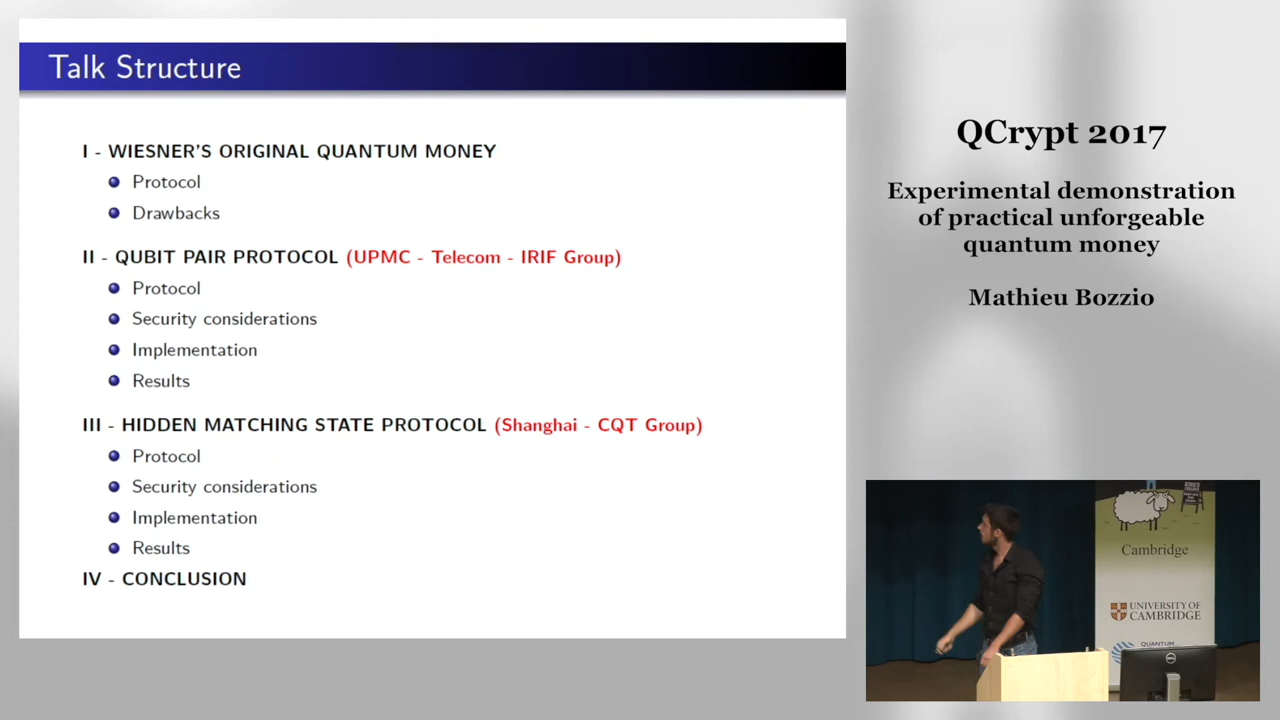 Talk Structure
I - WIESNER'S ORIGINAL QUANTUM MONEY
Protocol
Drawbacks
II - QUBIT PAIR PROTOCOL (UPMC - Telecom - IRIF Group)
Protocol
Security considerations
Implementation
Results
III - HIDDEN MATCHING STATE PROTOCOL (Shanghai - CQT Group)
Protocol
Security considerations
Implementation
Results
IV - CONCLUSION
QCrypt 2017
Experimental demonstration
of practical unforgeable
quantum money
Mathieu Bozzio
Cambridge
UNIVERSITY OF
CAMBRIDGE
QUANTUM